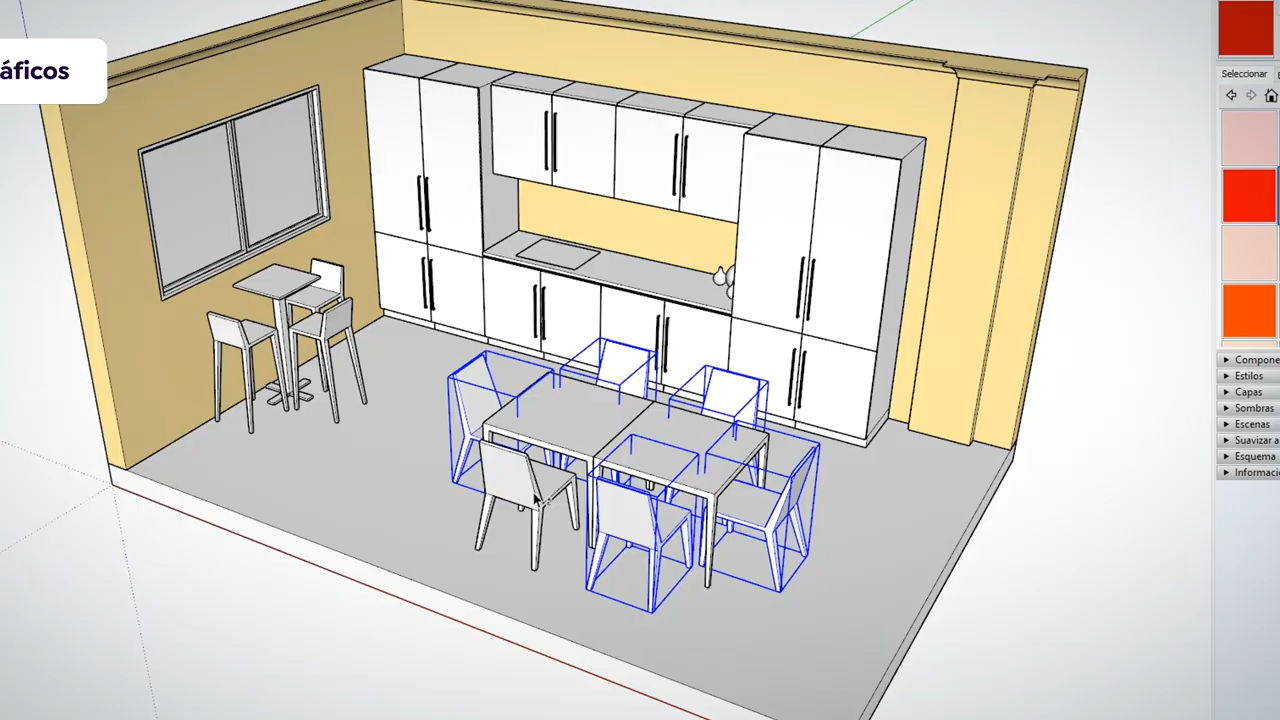 áficos
Seleccionar
Compone
Estilos
Capas
Sombras
Escenas
Suavizar a
Esquema
Informaci